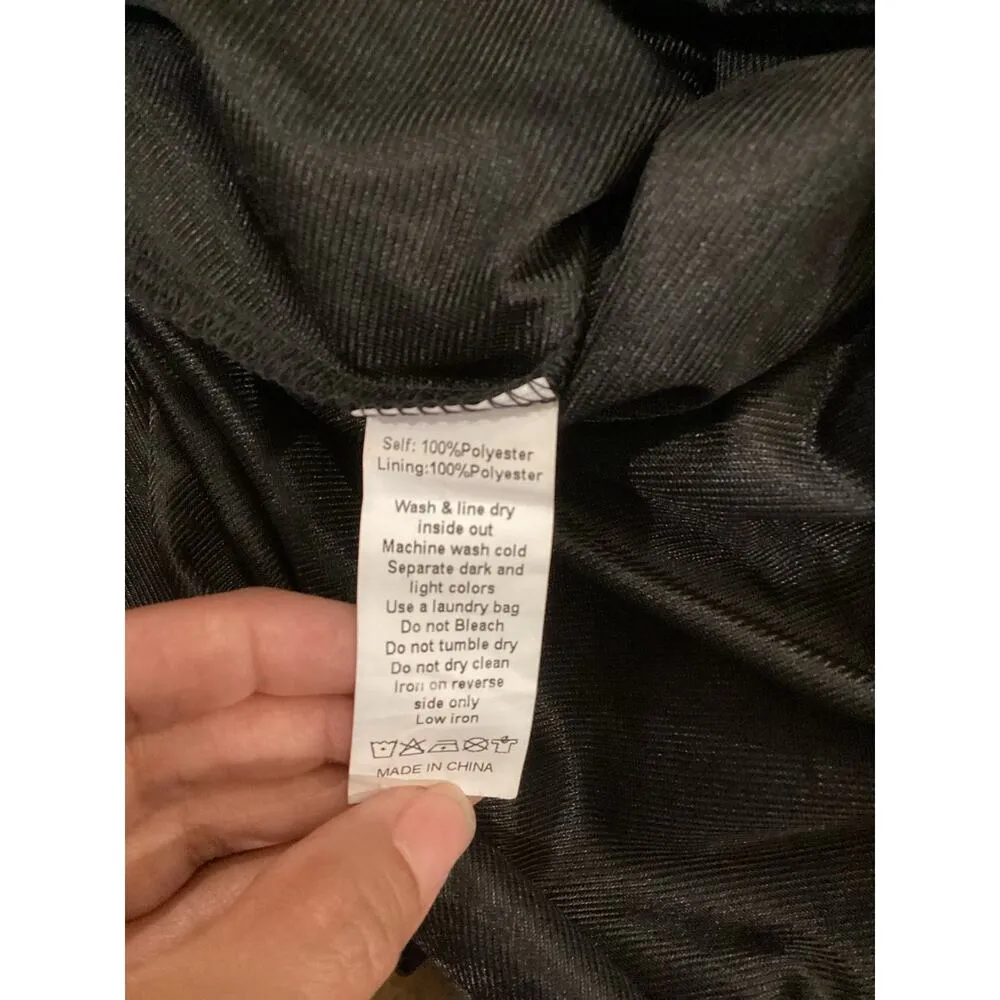 Self: 100%Polyester
Lining:100%Polyester
Wash & line dry
inside out
Machine wash cold
Separate dark and
light colors
Use a laundry bag
Do not Bleach
Do not tumble dry
Do not dry clean
Iron on reverse
side only
Low iron
MADE IN CHINA